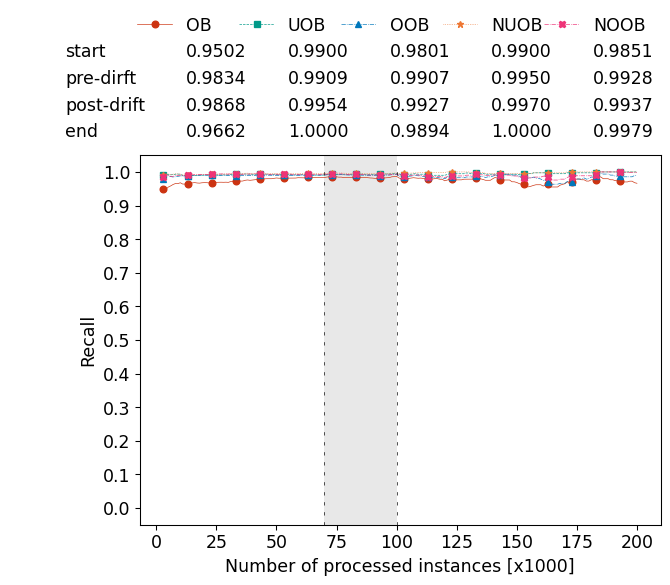 OB UOB OOB NUOB NOOB
start 0.9502 0.9900 0.9801 0.9900 0.9851
pre-dirft 0.9834 0.9909 0.9907 0.9950 0.9928
post-drift 0.9868 0.9954 0.9927 0.9970 0.9937
end 0.9662 1.0000 0.9894 1.0000 0.9979
1.0
0.9
0.8
0.7
0.6
0.5
0.4
0.3
0.2
0.1
0.0
Recall
0 25 50 75 100 125 150 175 200
Number of processed instances [x1000]